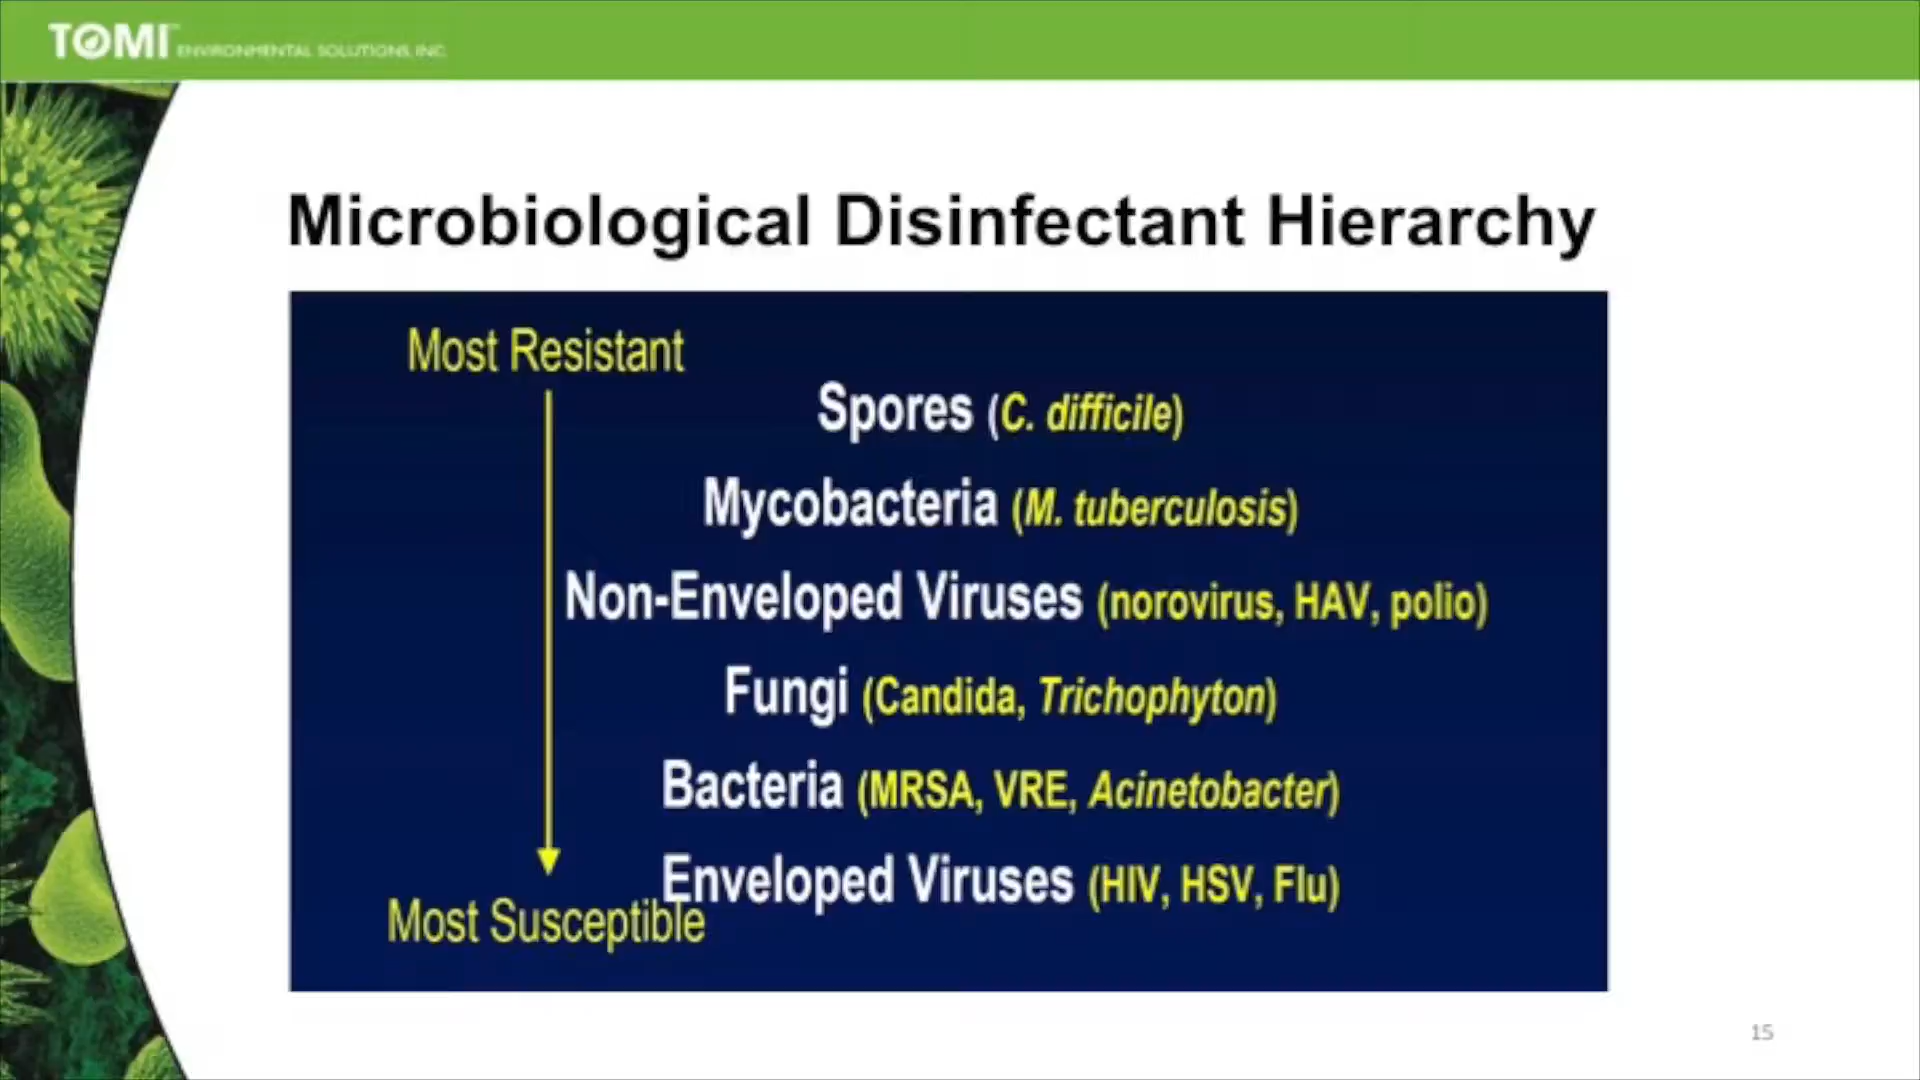 TOMI™ ENVIRONMENTAL SOLUTIONS, INC.
Microbiological Disinfectant Hierarchy
Most Resistant
Spores (C. difficile)
Mycobacteria (M. tuberculosis)
Non-Enveloped Viruses (norovirus, HAV, polio)
Fungi (Candida, Trichophyton)
Bacteria (MRSA, VRE, Acinetobacter)
Enveloped Viruses (HIV, HSV, Flu)
Most Susceptible
15